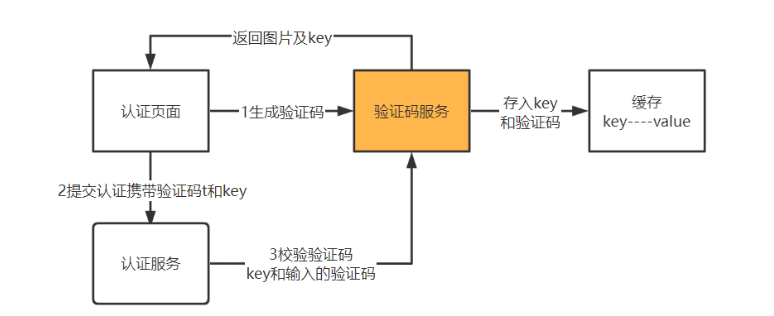 返回图片及key
认证页面
1生成验证码
验证码服务
存入key
和验证码
缓存
key----value
2提交认证携带验证码t和key
认证服务
3校验验证码
key和输入的验证码